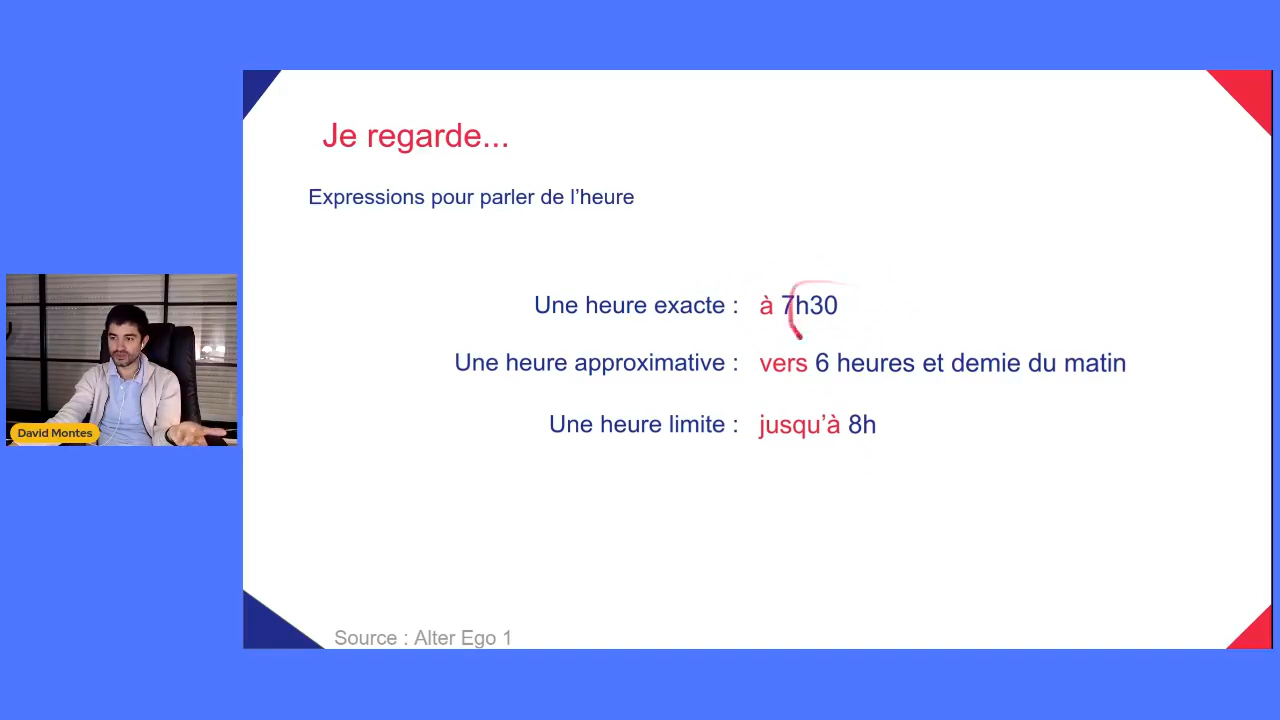 Je regarde...
Expressions pour parler de l’heure
Une heure exacte : à 7h30
Une heure approximative : vers 6 heures et demie du matin
Une heure limite : jusqu’à 8h
David Montes
Source : Alter Ego 1